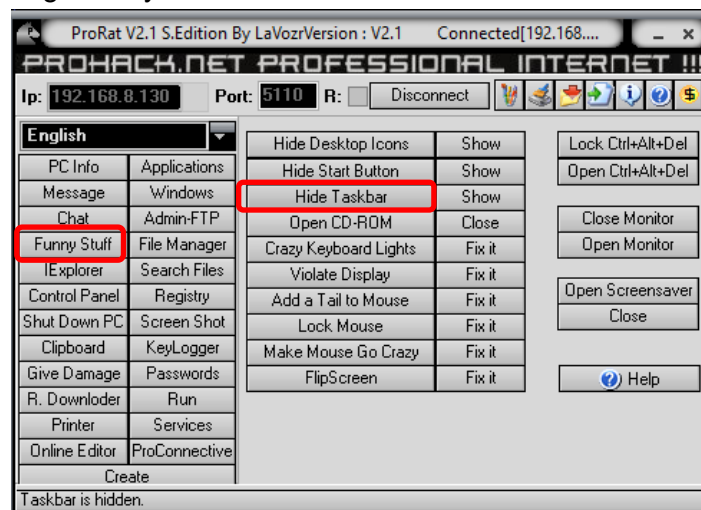 ProRat V2.1 S.Edition By LaVozrVersion : V2.1 Connected[192.168....
PROHACK.NET PROFESSIONAL INTERNET !!!
Ip: 192.168.8.130 Port: 5110 R: Disconnect
English
PC Info Applications
Message Windows
Chat Admin-FTP
Funny Stuff File Manager
IExplorer Search Files
Control Panel Registry
Shut Down PC Screen Shot
Clipboard KeyLogger
Give Damage Passwords
R. Downloder Run
Printer Services
Online Editor ProConnective
Create
Hide Desktop Icons Show
Hide Start Button Show
Hide Taskbar Show
Open CD-ROM Close
Crazy Keyboard Lights Fix it
Violate Display Fix it
Add a Tail to Mouse Fix it
Lock Mouse Fix it
Make Mouse Go Crazy Fix it
FlipScreen Fix it
Lock Ctrl+Alt+Del
Open Ctrl+Alt+Del
Close Monitor
Open Monitor
Open Screensaver
Close
Help
Taskbar is hidden.